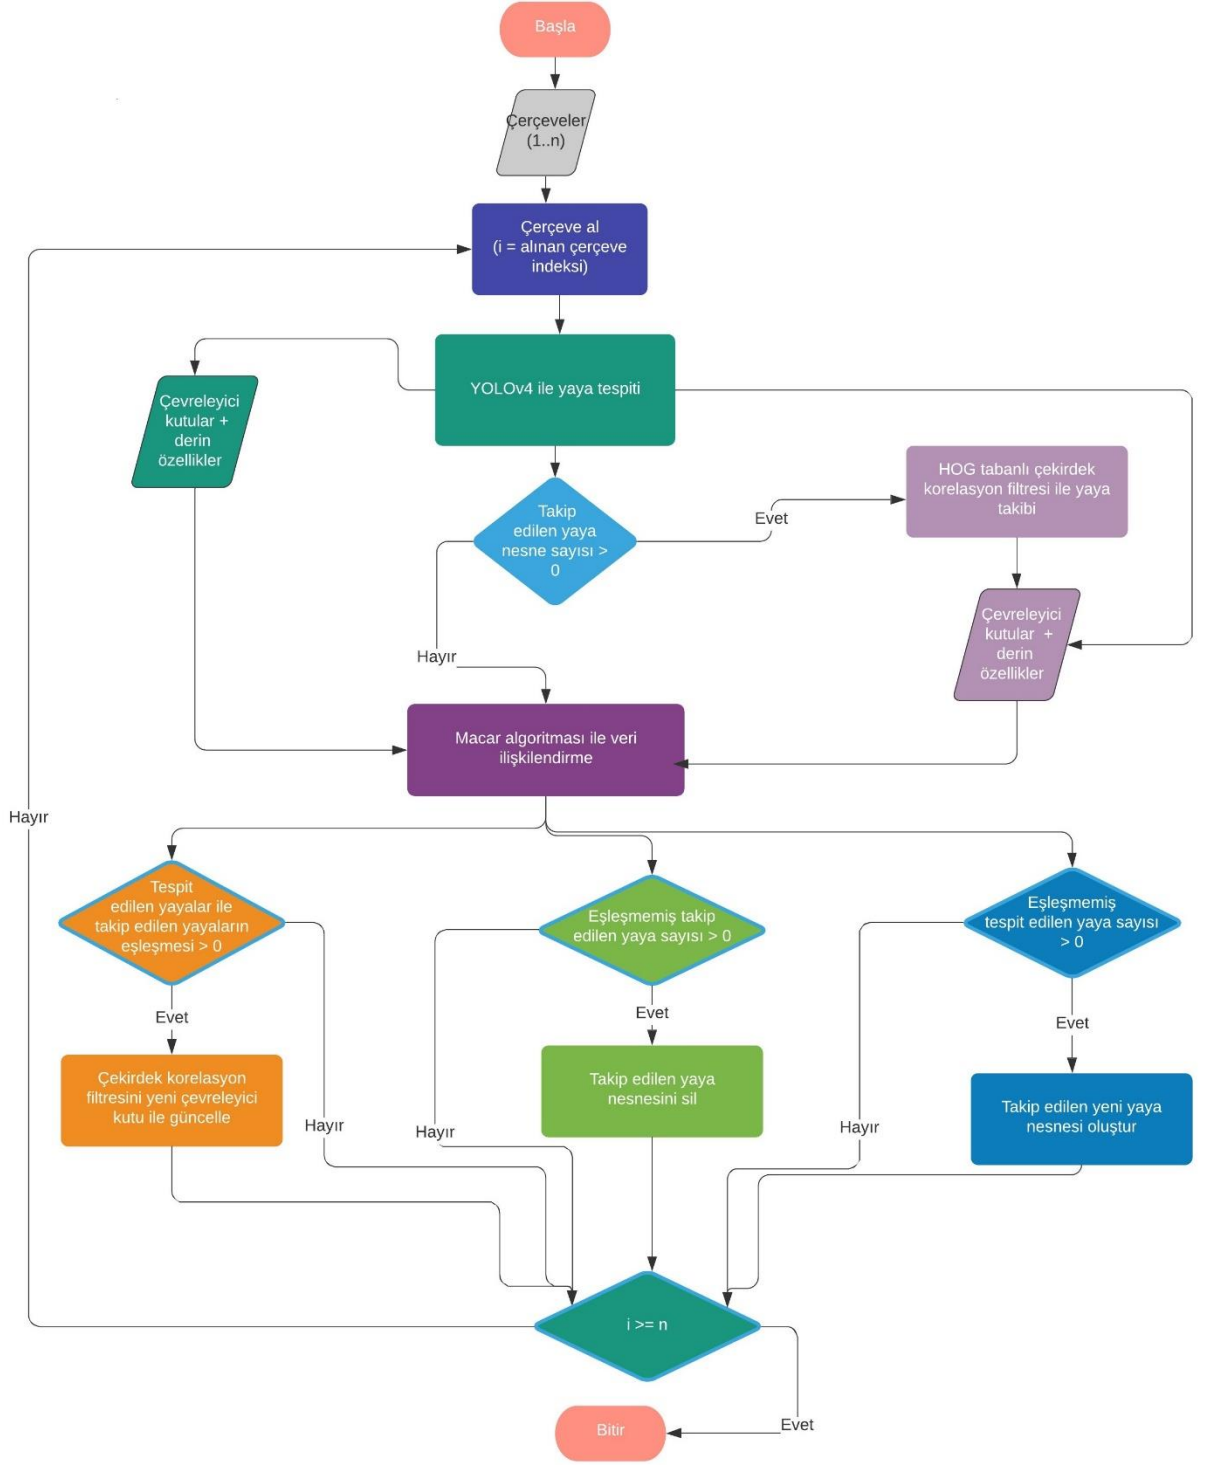 Başla
Çerçeveler
(1..n)
Çerçeve al
(i = alınan çerçeve
indeksi)
YOLOv4 ile yaya tespiti
Çevreleyici
kutular +
derin
özellikler
Takip
edilen yaya
nesne sayısı >
0
Evet
HOG tabanlı çekirdek
korelasyon filtresi ile yaya
takibi
Çevreleyici
kutular +
derin
özellikler
Hayır
Macar algoritması ile veri
ilişkilendirme
Hayır
Tespit
edilen yayalar ile
takip edilen yayaların
eşleşmesi > 0
Eşleşmemiş takip
edilen yaya sayısı > 0
Eşleşmemiş
tespit edilen yaya sayısı
> 0
Evet
Evet
Evet
Çekirdek korelasyon
filtresini yeni çevreleyici
kutu ile güncelle
Takip edilen yaya
nesnesini sil
Takip edilen yeni yaya
nesnesi oluştur
Hayır
Hayır
Hayır
i >= n
Evet
Bitir